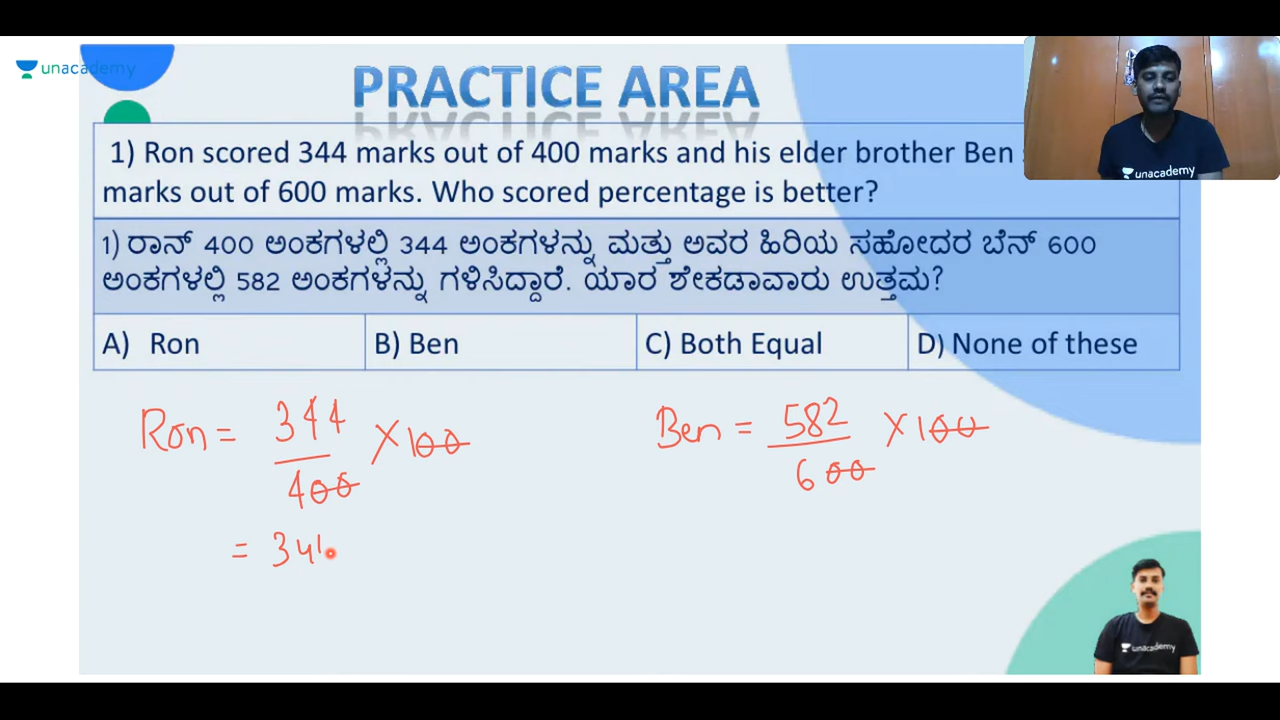 unacademy
PRACTICE AREA
unacademy
1) Ron scored 344 marks out of 400 marks and his elder brother Ben
marks out of 600 marks. Who scored percentage is better?
1) ರಾನ್ 400 ಅಂಕಗಳಲ್ಲಿ 344 ಅಂಕಗಳನ್ನು ಮತ್ತು ಅವರ ಹಿರಿಯ ಸಹೋದರ ಬೆನ್ 600
ಅಂಕಗಳಲ್ಲಿ 582 ಅಂಕಗಳನ್ನು ಗಳಿಸಿದ್ದಾರೆ. ಯಾರ ಶೇಕಡಾವಾರು ಉತ್ತಮ?
A) Ron B) Ben C) Both Equal D) None of these
Ron = 344 × 100 Ben = 582 × 100
400 600
= 34
unacademy